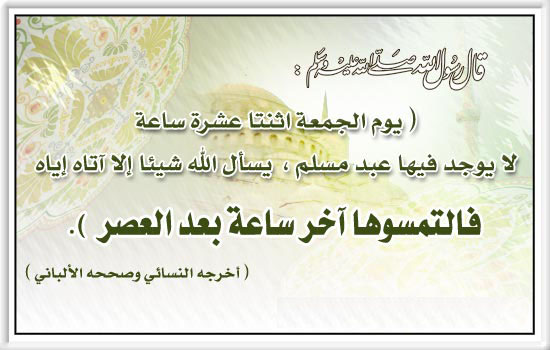 قال رسول الله صلى الله عليه وسلم :
( يوم الجمعة اثنتا عشرة ساعة
لا يوجد فيها عبد مسلم ، يسأل الله شيئا إلا آتاه إياه
فالتمسوها آخر ساعة بعد العصر ).
( أخرجه النسائي وصححه الألباني )